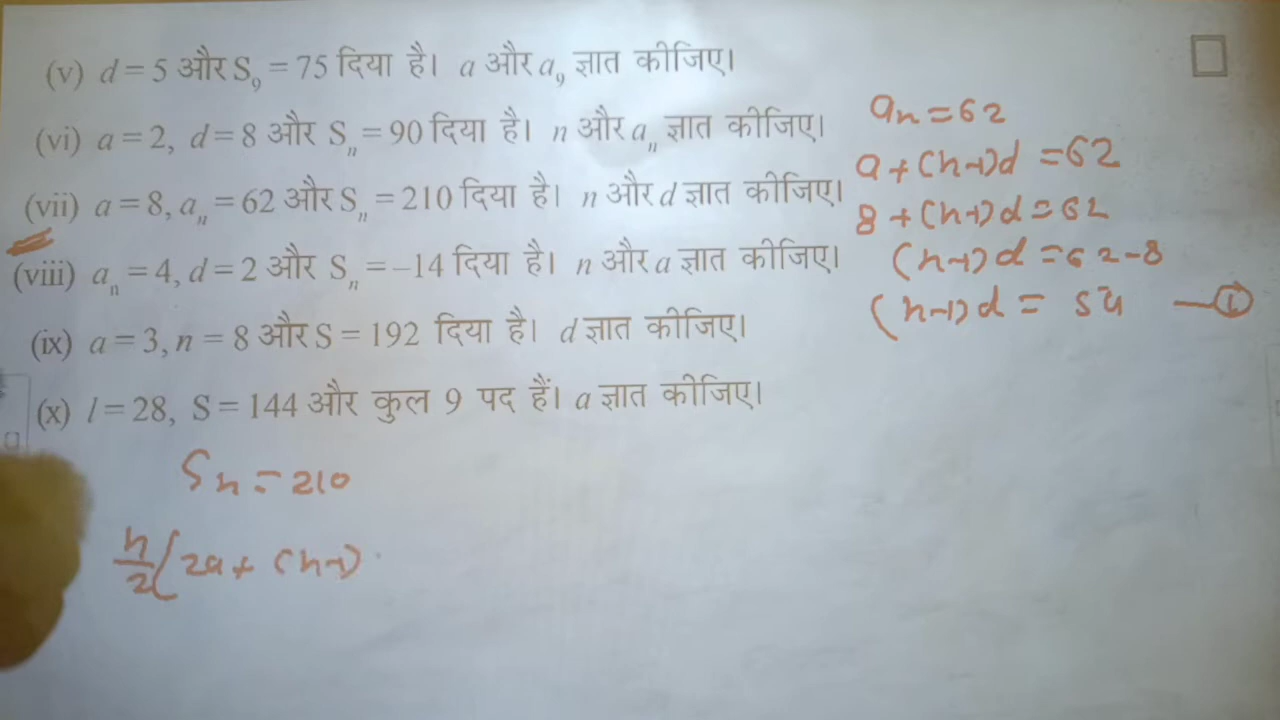 (v) d = 5 और S₉ = 75 दिया है। a और a₉ ज्ञात कीजिए।
(vi) a = 2, d = 8 और Sₙ = 90 दिया है। n और aₙ ज्ञात कीजिए।
(vii) a = 8, aₙ = 62 और Sₙ = 210 दिया है। n और d ज्ञात कीजिए।
(viii) aₙ = 4, d = 2 और Sₙ = –14 दिया है। n और a ज्ञात कीजिए।
(ix) a = 3, n = 8 और S = 192 दिया है। d ज्ञात कीजिए।
(x) l = 28, S = 144 और कुल 9 पद हैं। a ज्ञात कीजिए।
an = 62
a + (n-1)d = 62
8 + (n-1)d = 62
(n-1)d = 62-8
(n-1)d = 54 — ①
Sn = 210
n/2 (2a + (n-1)